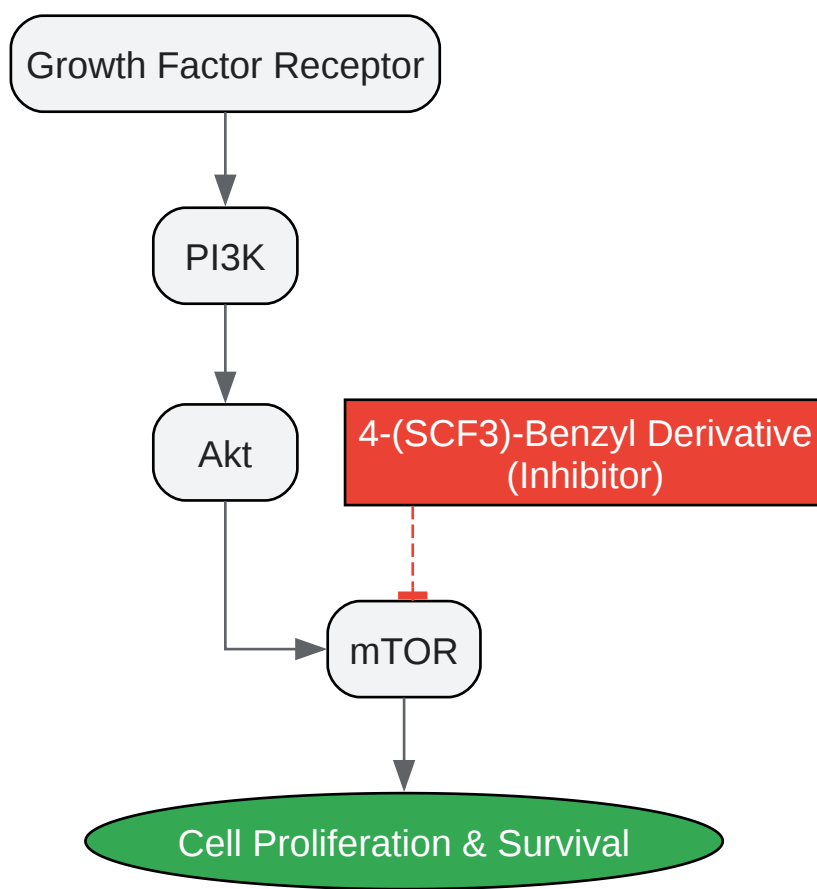 Growth Factor Receptor
PI3K
Akt
4-(SCF3)-Benzyl Derivative
(Inhibitor)
mTOR
Cell Proliferation & Survival